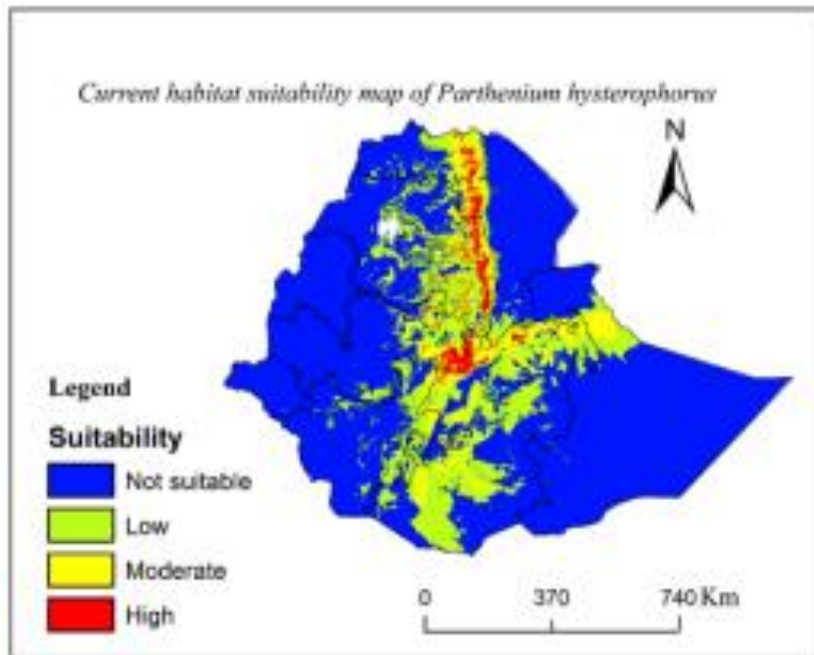 Current habitat suitability map of Parthenium hysterophorus
N
Legend
Suitability
Not suitable
Low
Moderate
High
0 370 740 Km